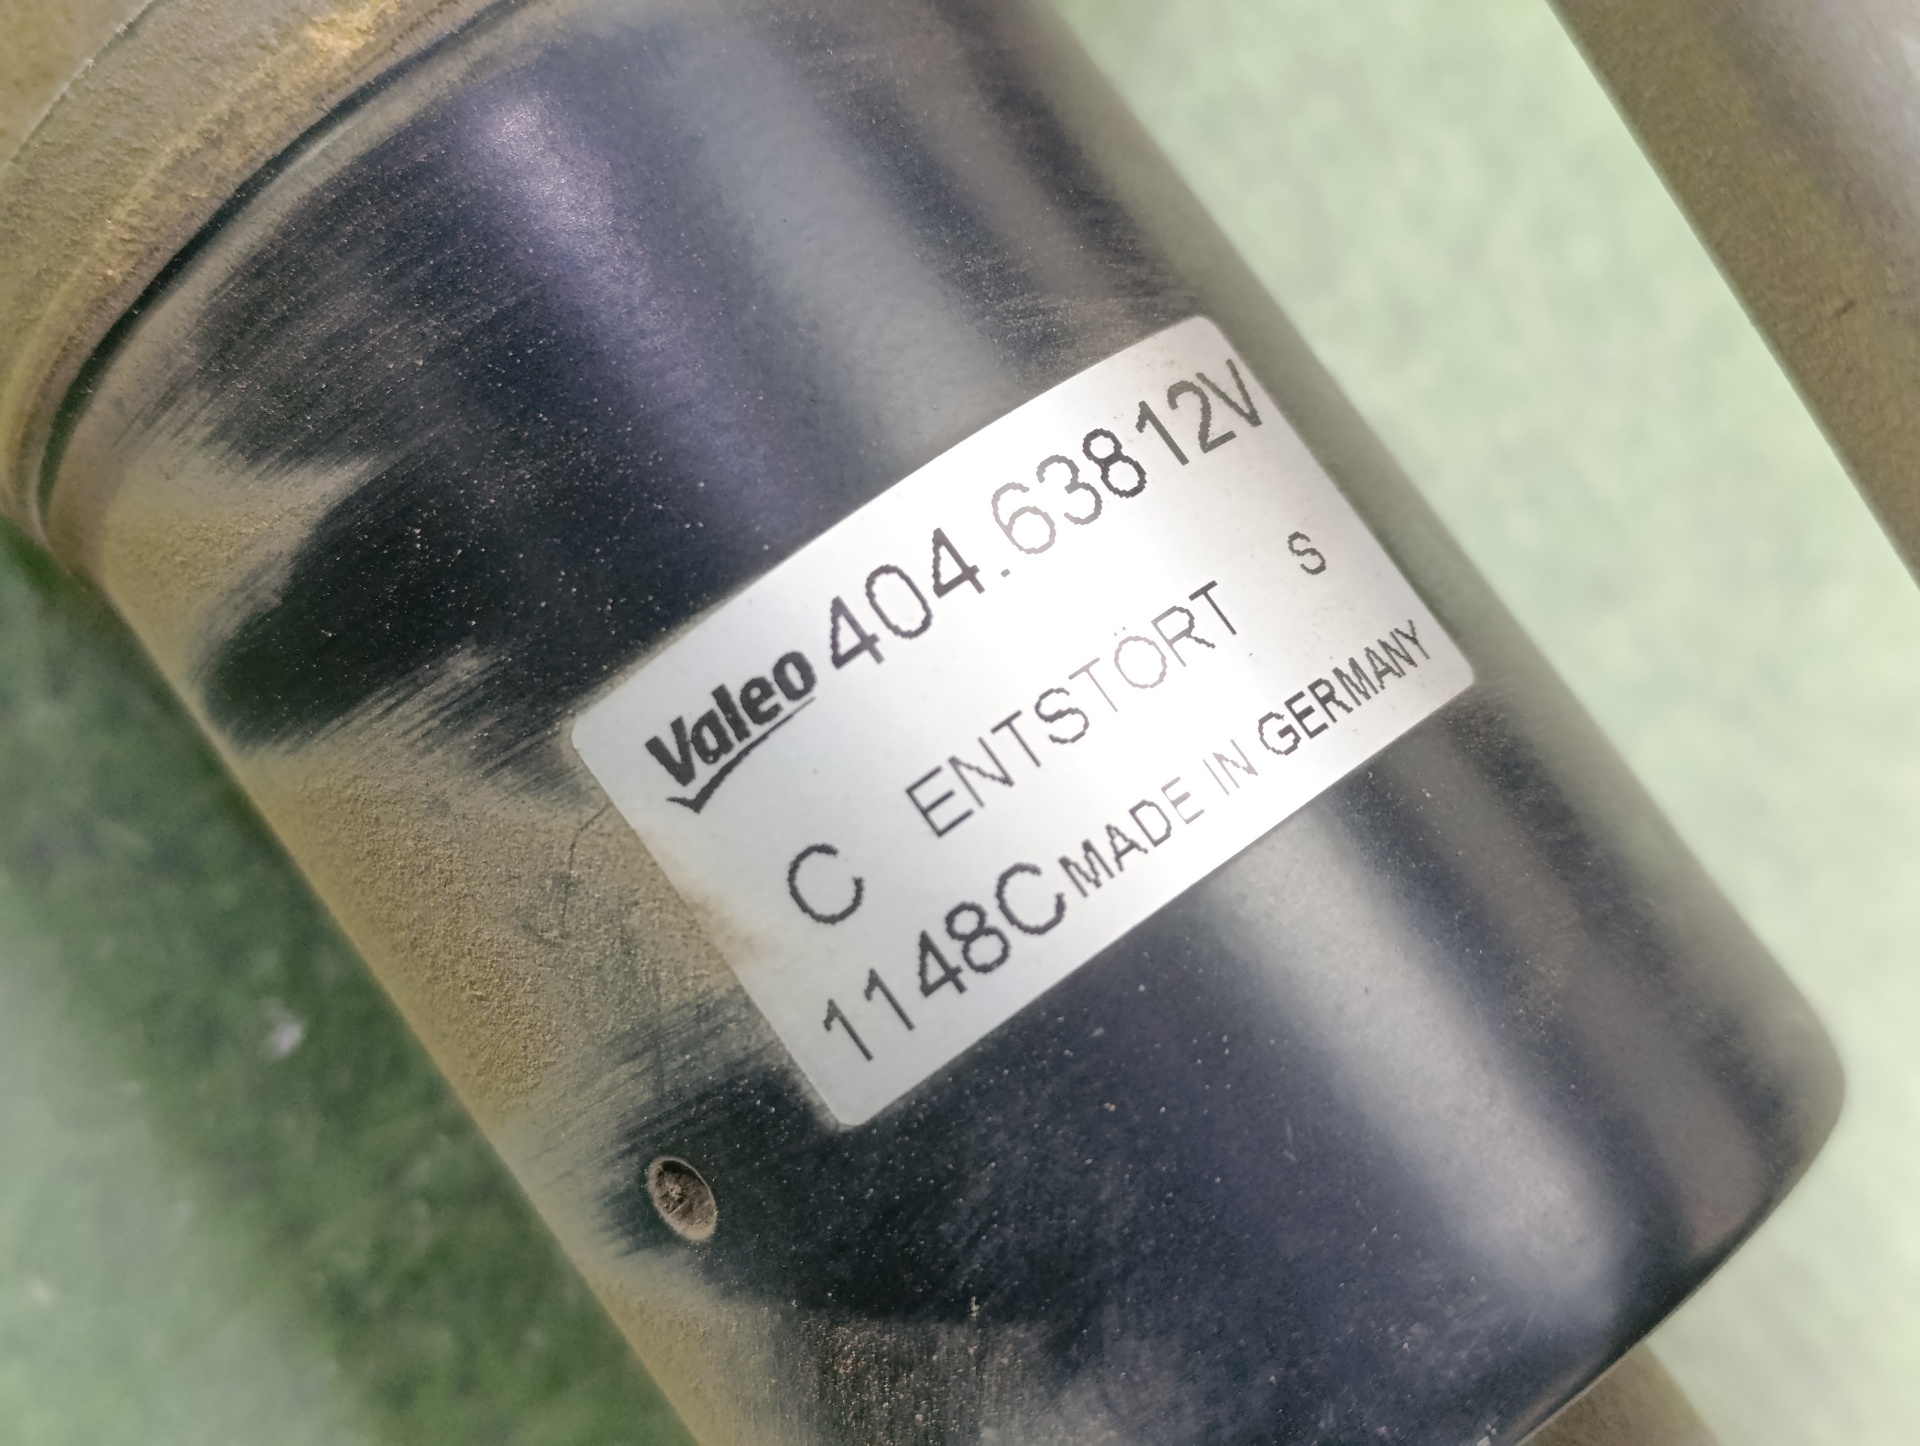 Valeo 404.638 12V
C ENTSTÖRT S
1148C MADE IN GERMANY